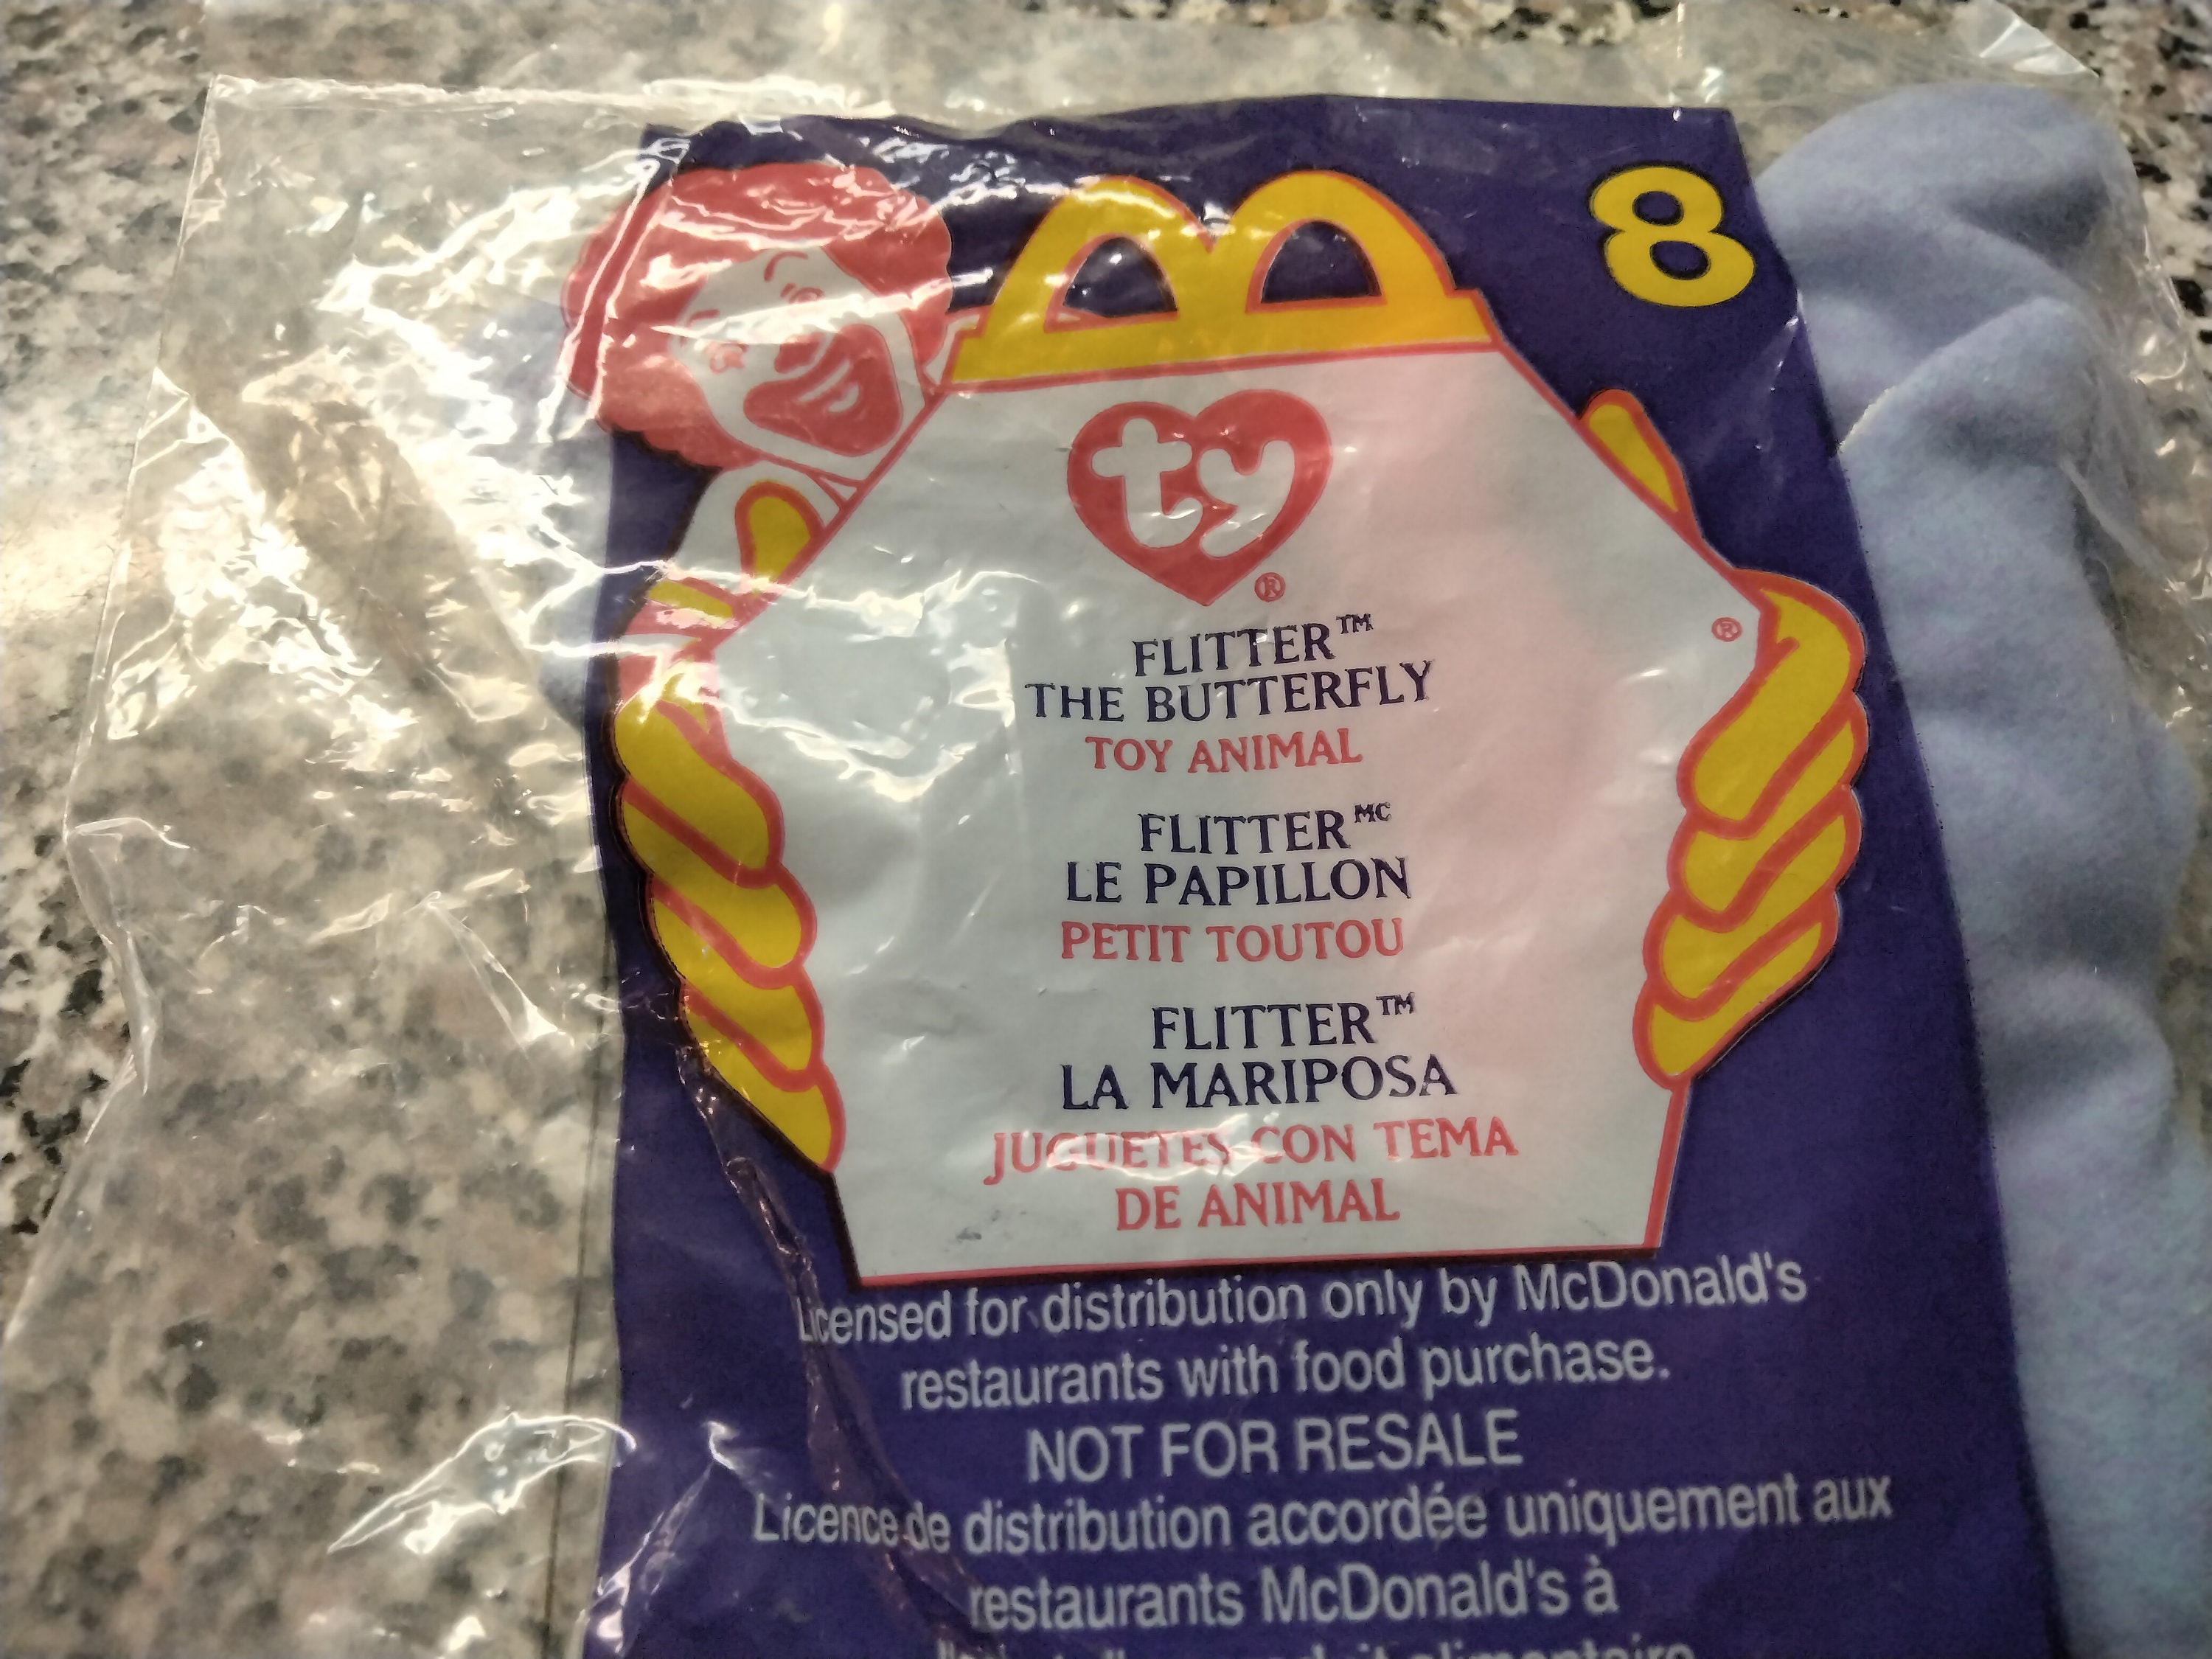 8
ty®
FLITTER™
THE BUTTERFLY
TOY ANIMAL
®
FLITTER MC
LE PAPILLON
PETIT TOUTOU
FLITTER™
LA MARIPOSA
JUGUETES CON TEMA
DE ANIMAL
Licensed for distribution only by McDonald's
restaurants with food purchase.
NOT FOR RESALE
Licence de distribution accordée uniquement aux
restaurants McDonald's à
alimentaire